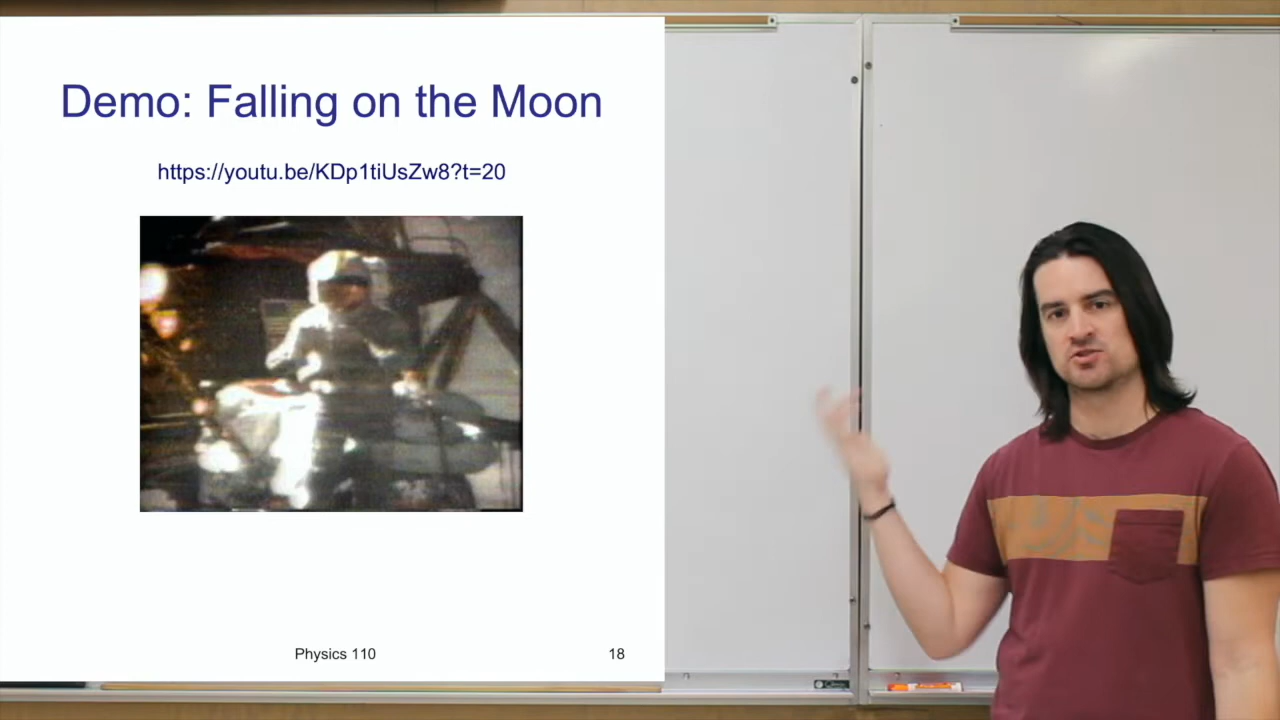 Demo: Falling on the Moon
https://youtu.be/KDp1tiUsZw8?t=20
Physics 110
18